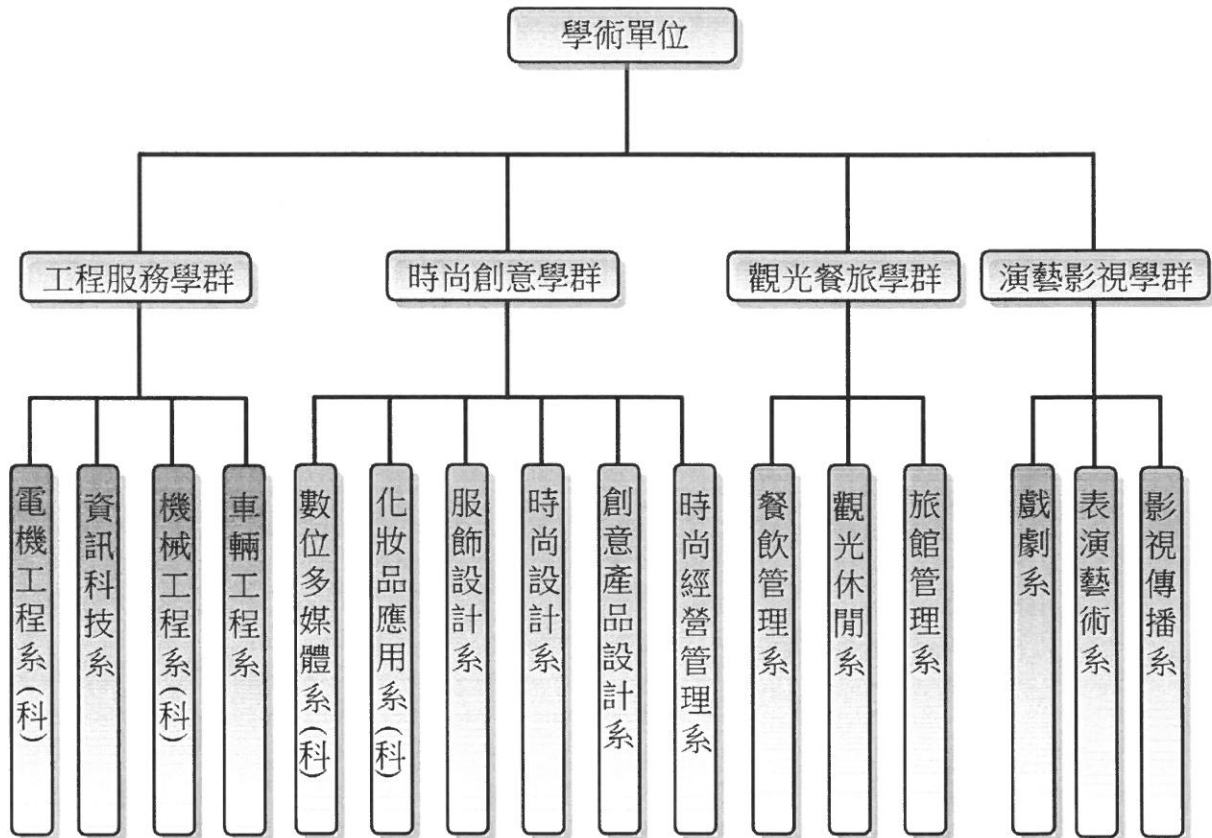 學術單位
工程服務學群
時尚創意學群
觀光餐旅學群
演藝影視學群
電機工程系(科)
資訊科技系
機械工程系(科)
車輛工程系
數位多媒體系(科)
化妝品應用系(科)
服飾設計系
時尚設計系
創意產品設計系
時尚經營管理系
餐飲管理系
觀光休閒系
旅館管理系
戲劇系
表演藝術系
影視傳播系